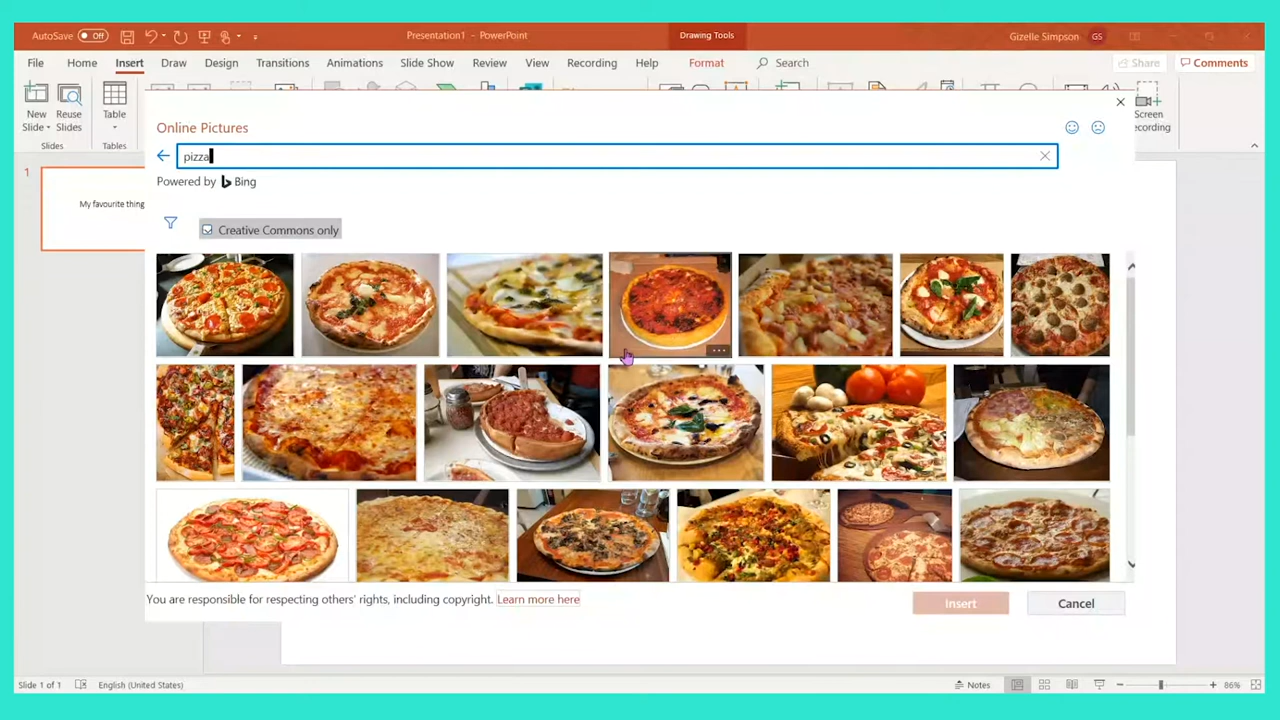 AutoSave Off
Presentation1 - PowerPoint
Drawing Tools
Gizelle Simpson GS
File Home Insert Draw Design Transitions Animations Slide Show Review View Recording Help Format Search Share Comments
New Slide
Reuse Slides
Table
Screen
ecording
Slides
Tables
Online Pictures
pizza
Powered by Bing
Creative Commons only
1
My favourite thing
You are responsible for respecting others' rights, including copyright. Learn more here
Insert
Cancel
Slide 1 of 1
English (United States)
Notes
86%